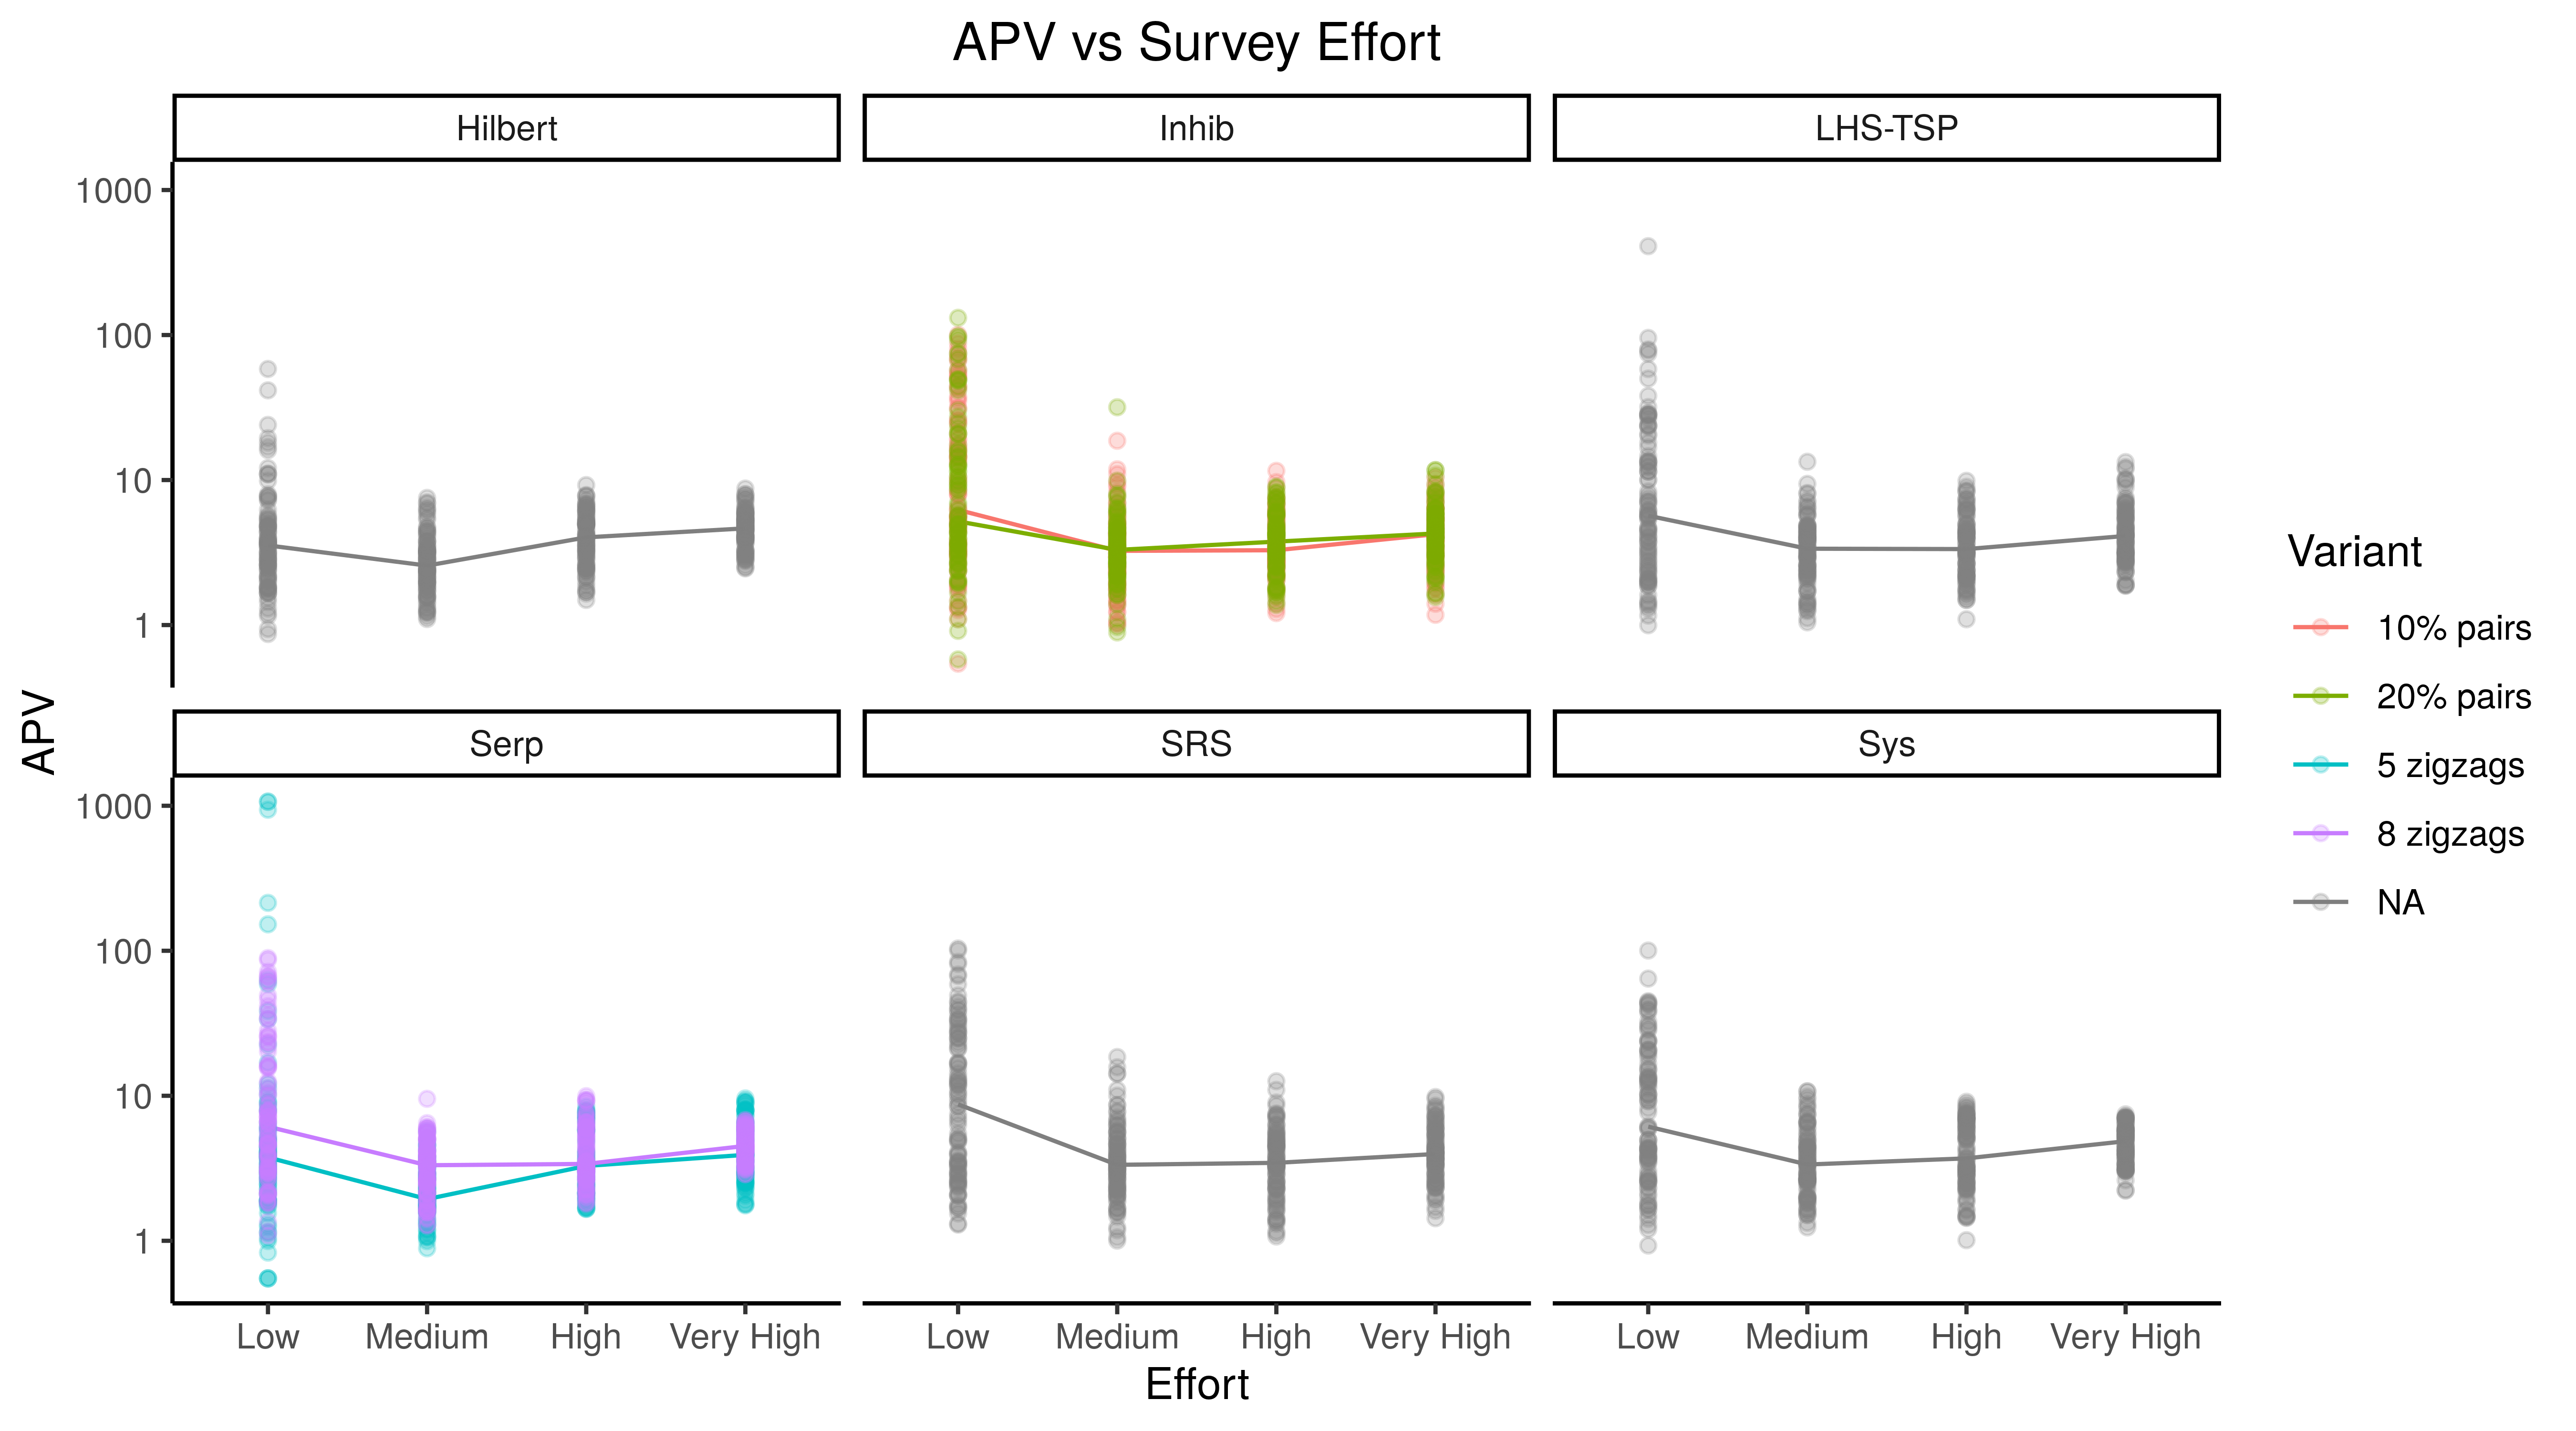 APV vs Survey Effort
Hilbert
Inhib
LHS-TSP
1000
100
10
1
Serp
SRS
Sys
1000
100
10
1
Low Medium High Very High
Low Medium High Very High
Low Medium High Very High
Effort
APV
Variant
10% pairs
20% pairs
5 zigzags
8 zigzags
NA